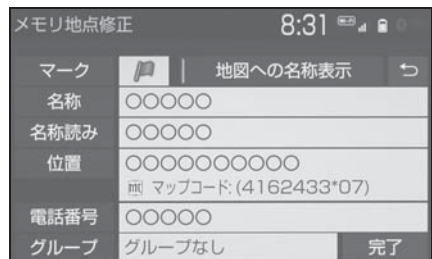 メモリ地点修正 8:31
マーク 地図への名称表示
名称 ○○○○○
名称読み ○○○○○
位置 ○○○○○○○○○○
マップコード:(4162433*07)
電話番号 ○○○○○
グループ グループなし 完了